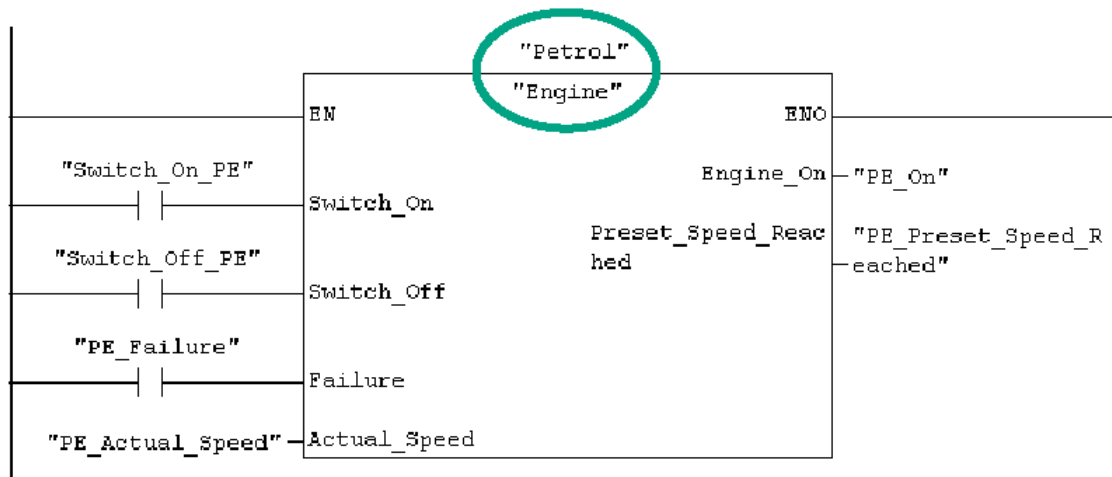 "Petrol"
"Engine"
EN
ENO
"Switch_On_PE"
Switch_On
Engine_On
"PE_On"
Preset_Speed_Reac
hed
"PE_Preset_Speed_R
eached"
"Switch_Off_PE"
Switch_Off
"PE_Failure"
Failure
"PE_Actual_Speed"
Actual_Speed